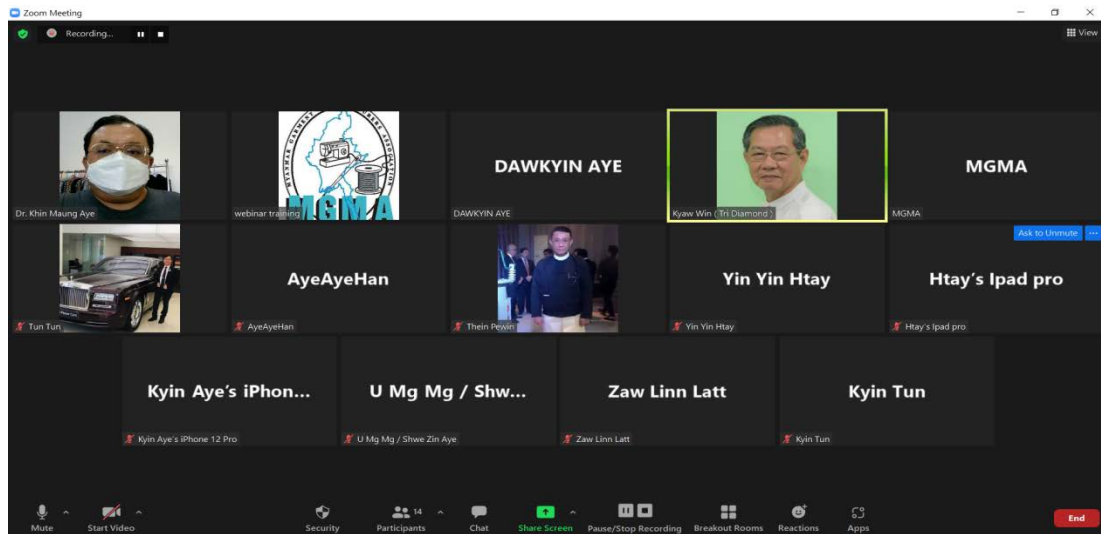 Zoom Meeting
Recording...
View
DAWKYIN AYE
MGMA
MGMA
Dr. Khin Maung Aye
webinar training
DAWKYIN AYE
Kyaw Win ( Tri Diamond )
MGMA
Ask to Unmute ...
AyeAyeHan
Yin Yin Htay
Htay's Ipad pro
Tun Tun
AyeAyeHan
Thein Pewin
Yin Yin Htay
Htay's Ipad pro
Kyin Aye's iPhon...
U Mg Mg / Shw...
Zaw Linn Latt
Kyin Tun
Kyin Aye's iPhone 12 Pro
U Mg Mg / Shwe Zin Aye
Zaw Linn Latt
Kyin Tun
14
Mute
Start Video
Security
Participants
Chat
Share Screen
Pause/Stop Recording
Breakout Rooms
Reactions
Apps
End